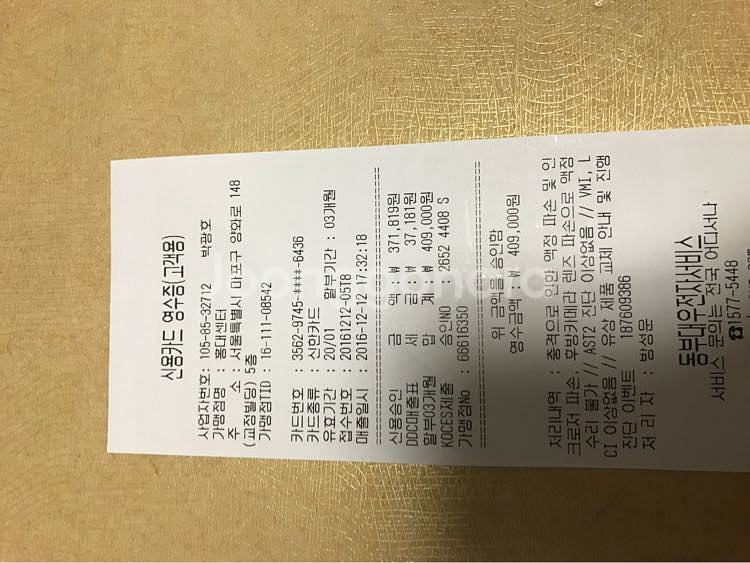 신용카드 영수증(고객용)
사업자번호: 105-85-32712 박광호
가맹점명 : 홍대센터
주 소 : 서울특별시 마포구 양화로 148
(교정빌딩) 5층
가맹점TID : 16-111-08542
카드번호 : 3562-9745-****-6436
카드종류 : 신한카드
유효기간 : 20/01 할부기간 : 03개월
접수번호 : 20161212-05T8
매출일시 : 2016-12-12 17:32:18
신용승인 금 액:₩ 371,819원
DDC매출표 세 금:₩ 37,181원
할부03개월 합 계:₩ 409,000원
KOCES제출 승인NO : 2652 4408 S
가맹점No : 66616350
위 금액을 승인함
영수금액:₩ 409,000원
처리내역 : 충격으로 인한 액정 파손 및 인
크로저 파손, 후방카메라 렌즈 파손으로 액정
수리 불가 // AST2 진단 이상없음 // VMI, L
CI 이상없음 // 유상 제품 교체 안내 및 진행
진단 이벤트 187609386
처 리 자 : 방성운
동부대우전자서비스
서비스 문의는 전국 어디서나
☎1577-5448